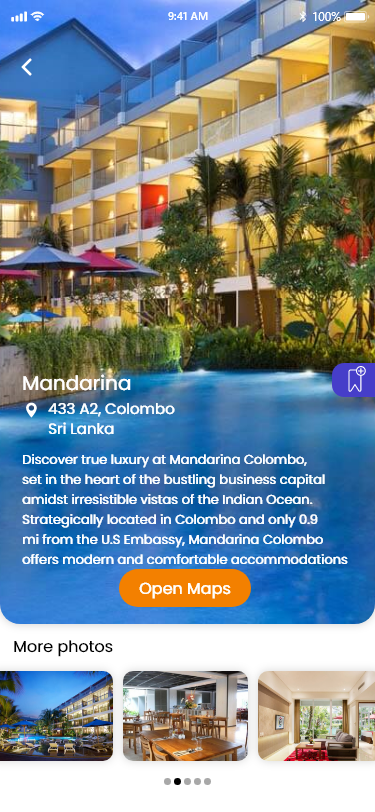 9:41 AM
100%
Mandarina
433 A2, Colombo
Sri Lanka
Discover true luxury at Mandarina Colombo,
set in the heart of the bustling business capital
amidst irresistible vistas of the Indian Ocean.
Strategically located in Colombo and only 0.9
mi from the U.S Embassy, Mandarina Colombo
offers modern and comfortable accommodations
Open Maps
More photos